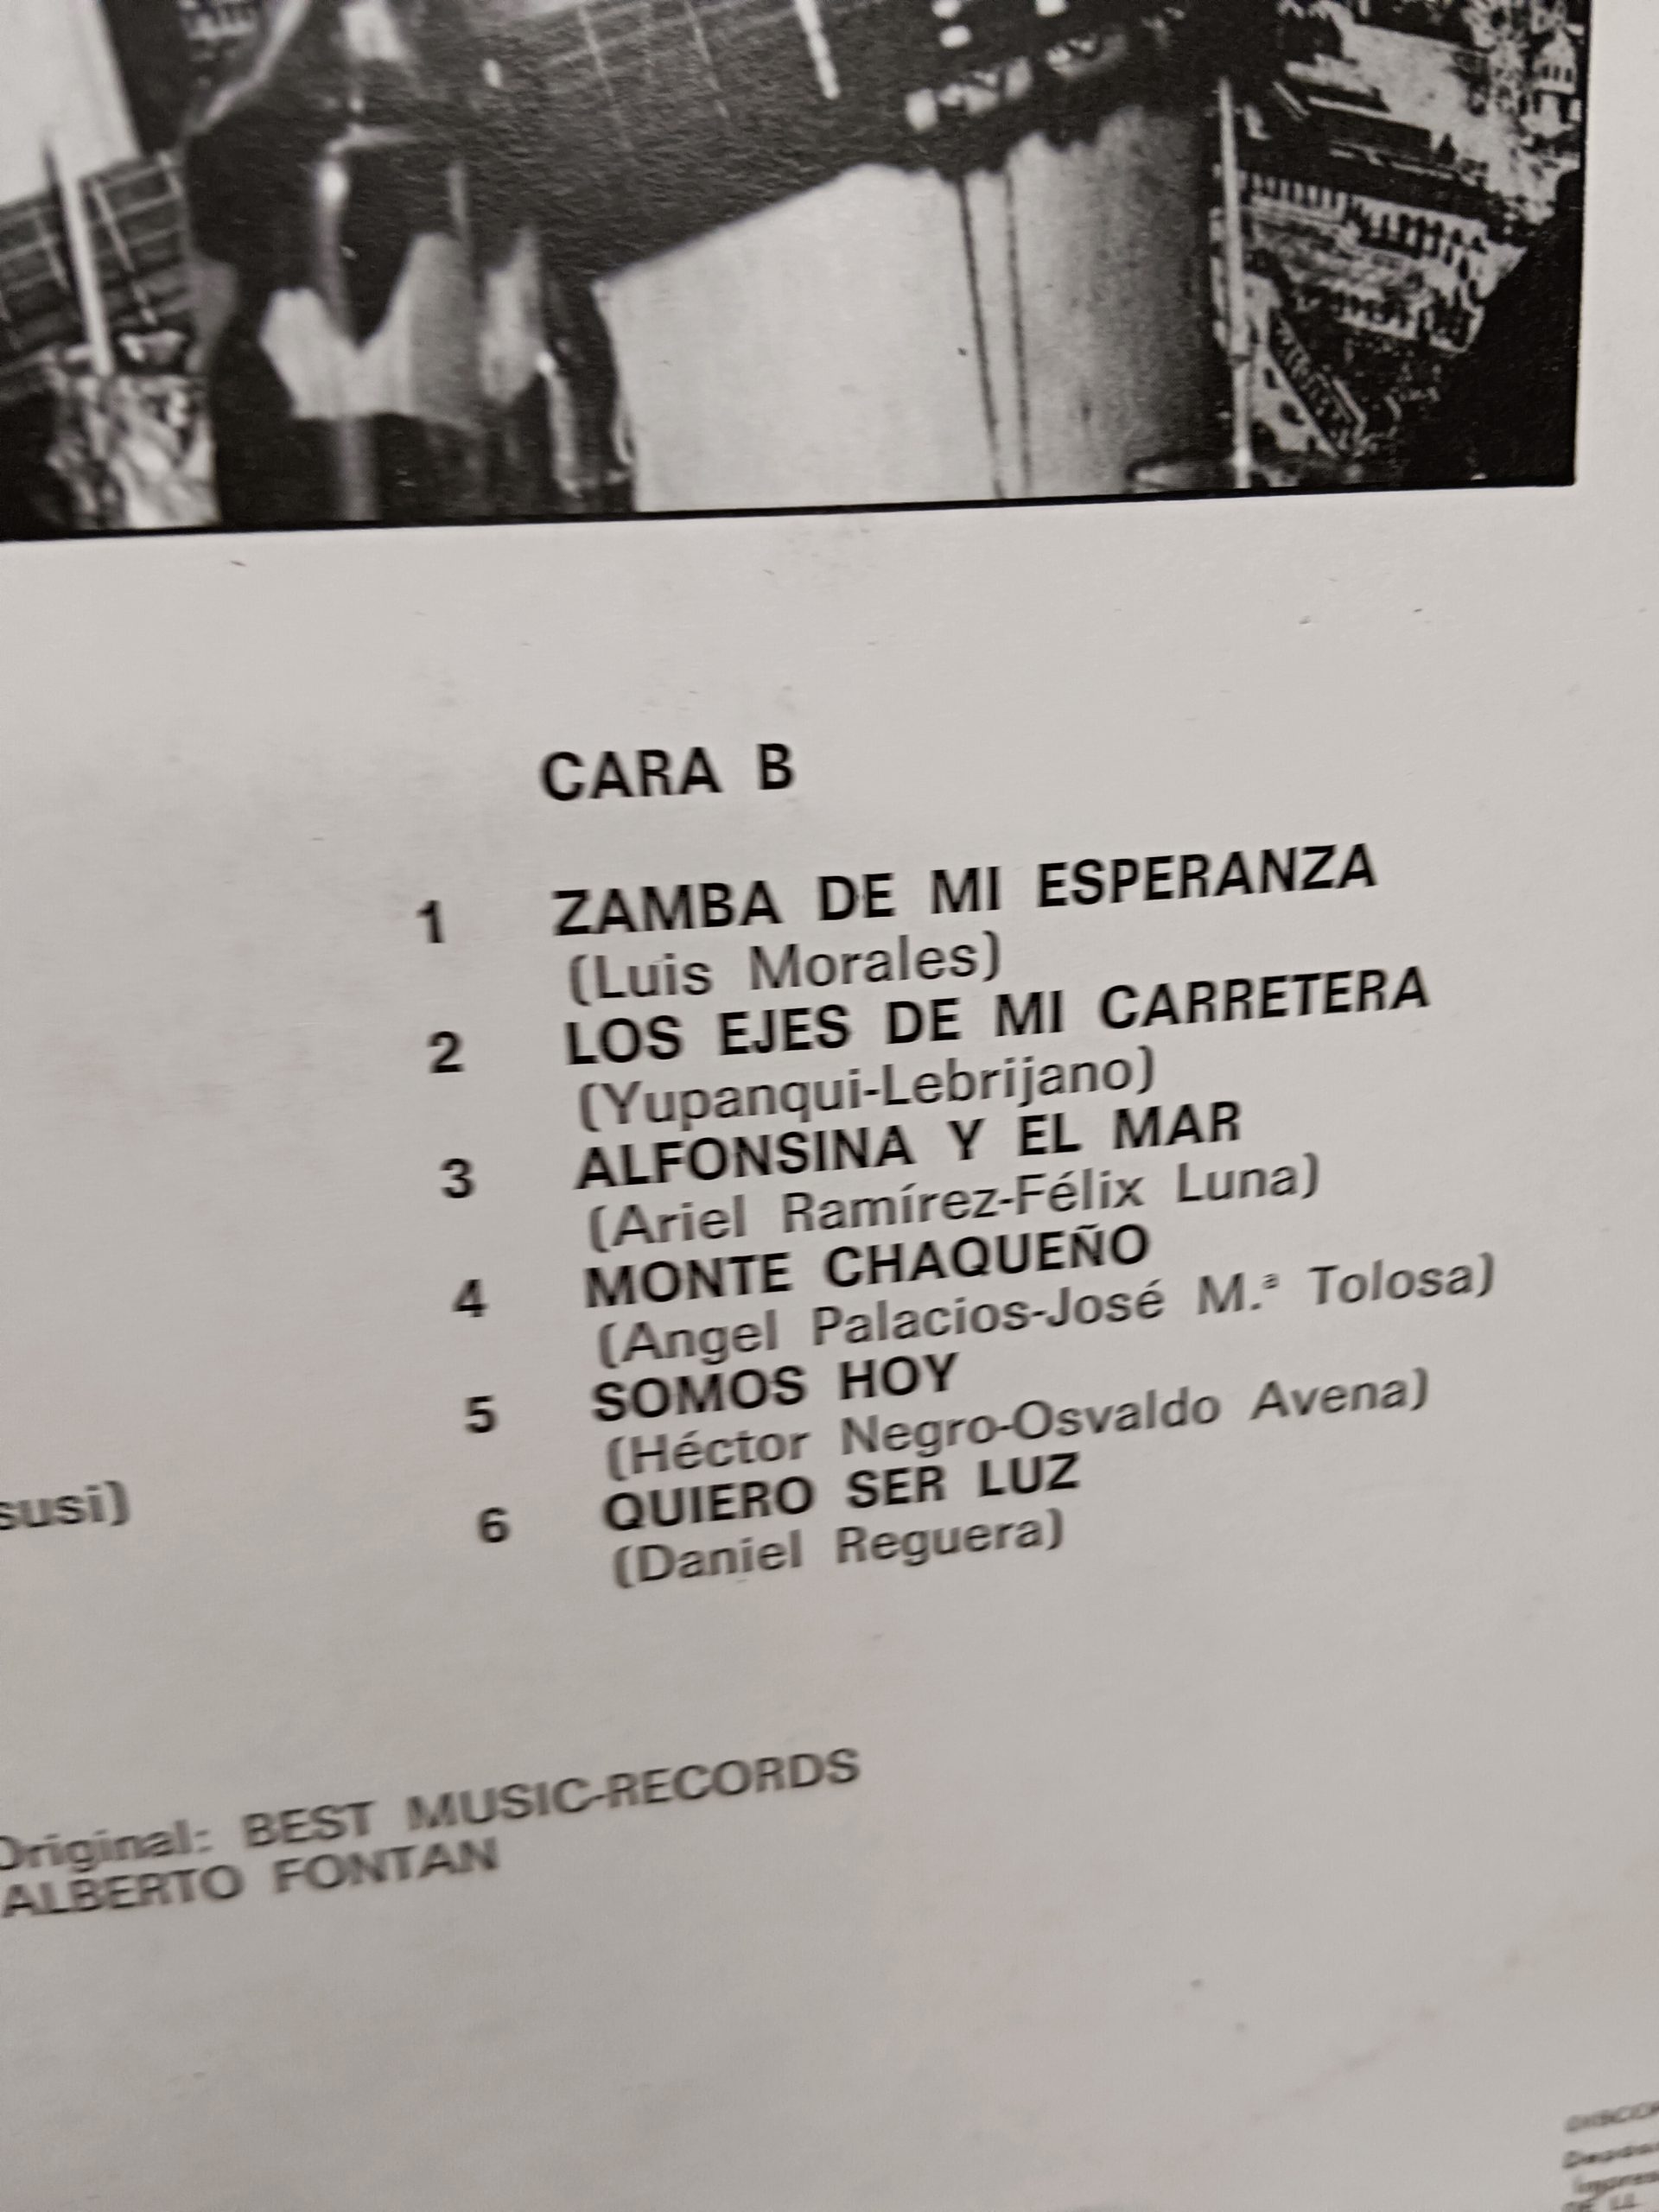 CARA B
1 ZAMBA DE MI ESPERANZA
(Luis Morales)
2 LOS EJES DE MI CARRETERA
(Yupanqui-Lebrijano)
3 ALFONSINA Y EL MAR
(Ariel Ramírez-Félix Luna)
4 MONTE CHAQUEÑO
(Angel Palacios-José M.ª Tolosa)
5 SOMOS HOY
(Héctor Negro-Osvaldo Avena)
susi)
6 QUIERO SER LUZ
(Daniel Reguera)
Original: BEST MUSIC-RECORDS
ALBERTO FONTAN